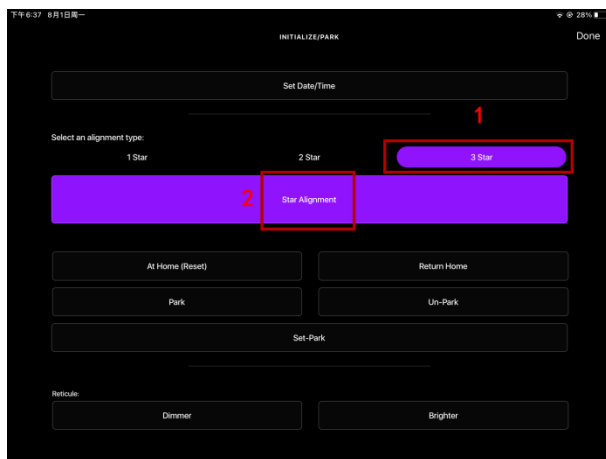 下午6:37 8月1日周一 28%
INITIALIZE/PARK Done
Set Date/Time
1
Select an alignment type:
1 Star 2 Star 3 Star
2 Star Alignment
At Home (Reset) Return Home
Park Un-Park
Set-Park
Reticule:
Dimmer Brighter